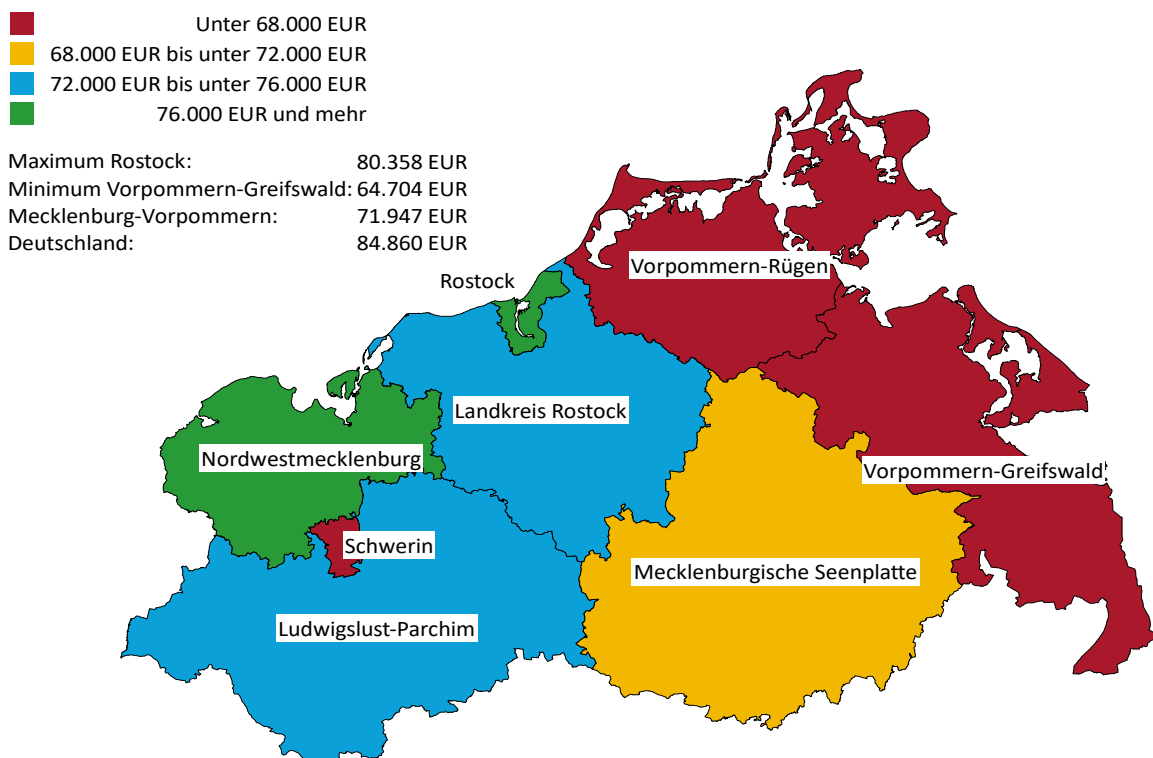 Unter 68.000 EUR
68.000 EUR bis unter 72.000 EUR
72.000 EUR bis unter 76.000 EUR
76.000 EUR und mehr
Maximum Rostock: 80.358 EUR
Minimum Vorpommern-Greifswald: 64.704 EUR
Mecklenburg-Vorpommern: 71.947 EUR
Deutschland: 84.860 EUR
Vorpommern-Rügen
Rostock
Landkreis Rostock
Nordwestmecklenburg
Vorpommern-Greifswald
Schwerin
Mecklenburgische Seenplatte
Ludwigslust-Parchim